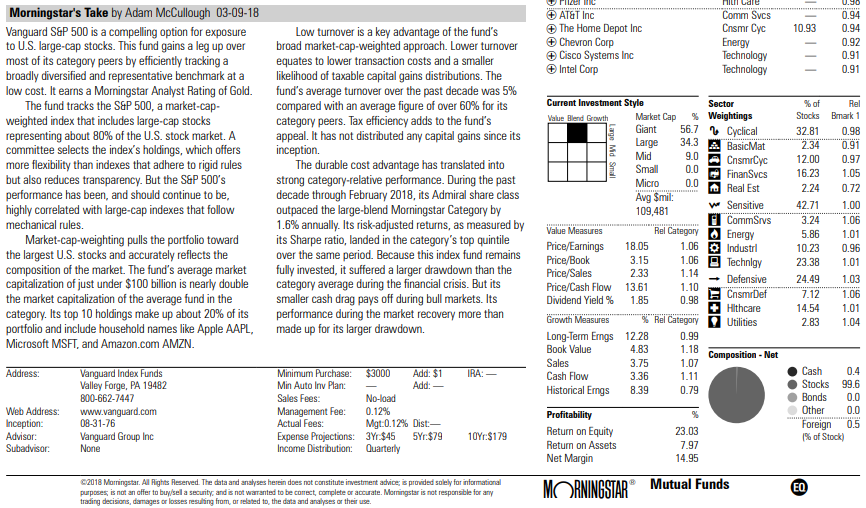 Morningstar's Take by Adam McCullough 03-09-18
Vanguard S&P 500 is a compelling option for exposure
to U.S. large-cap stocks. This fund gains a leg up over
most of its category peers by efficiently tracking a
broadly diversified and representative benchmark at a
low cost. It earns a Morningstar Analyst Rating of Gold.
The fund tracks the S&P 500, a market-cap-
weighted index that includes large-cap stocks
representing about 80% of the U.S. stock market. A
committee selects the index's holdings, which offers
more flexibility than indexes that adhere to rigid rules
but also reduces transparency. But the S&P 500's
performance has been, and should continue to be,
highly correlated with large-cap indexes that follow
mechanical rules.
Market-cap-weighting pulls the portfolio toward
the largest U.S. stocks and accurately reflects the
composition of the market. The fund's average market
capitalization of just under $100 billion is nearly double
the market capitalization of the average fund in the
category. Its top 10 holdings make up about 20% of its
portfolio and include household names like Apple AAPL,
Microsoft MSFT, and Amazon.com AMZN.
Low turnover is a key advantage of the fund's
broad market-cap-weighted approach. Lower turnover
equates to lower transaction costs and a smaller
likelihood of taxable capital gains distributions. The
fund's average turnover over the past decade was 5%
compared with an average figure of over 60% for its
category peers. Tax efficiency adds to the fund's
appeal. It has not distributed any capital gains since its
inception.
The durable cost advantage has translated into
strong category-relative performance. During the past
decade through February 2018, its Admiral share class
outpaced the large-blend Morningstar Category by
1.6% annually. Its risk-adjusted returns, as measured by
its Sharpe ratio, landed in the category's top quintile
over the same period. Because this index fund remains
fully invested, it suffered a larger drawdown than the
category average during the financial crisis. But its
smaller cash drag pays off during bull markets. Its
performance during the market recovery more than
made up for its larger drawdown.
Address: Vanguard Index Funds
Valley Forge, PA 19482
800-662-7447
Web Address: www.vanguard.com
Inception: 08-31-76
Advisor: Vanguard Group Inc
Subadvisor: None
Minimum Purchase: $3000 Add: $1 IRA: —
Min Auto Inv Plan: — Add: —
Sales Fees: No-load
Management Fee: 0.12%
Actual Fees: Mgt:0.12% Dist:—
Expense Projections: 3Yr:$45 5Yr:$79 10Yr:$179
Income Distribution: Quarterly
Pfizer Inc Hlth Care — 0.98
AT&T Inc Comm Svcs — 0.94
The Home Depot Inc Cnsmr Cyc 10.93 0.94
Chevron Corp Energy — 0.92
Cisco Systems Inc Technology — 0.91
Intel Corp Technology — 0.91
Current Investment Style
Value Blend Growth
Large Mid Small
Market Cap %
Giant 56.7
Large 34.3
Mid 9.0
Small 0.0
Micro 0.0
Avg $mil:
109,481
Value Measures Rel Category
Price/Earnings 18.05 1.06
Price/Book 3.15 1.06
Price/Sales 2.33 1.14
Price/Cash Flow 13.61 1.10
Dividend Yield % 1.85 0.98
Growth Measures % Rel Category
Long-Term Erngs 12.28 0.99
Book Value 4.83 1.18
Sales 3.75 1.07
Cash Flow 3.36 1.11
Historical Erngs 8.39 0.79
Profitability %
Return on Equity 23.03
Return on Assets 7.97
Net Margin 14.95
Sector Weightings % of Stocks Rel Bmark 1
Cyclical 32.81 0.98
BasicMat 2.34 0.91
CnsmrCyc 12.00 0.97
FinanSvcs 16.23 1.05
Real Est 2.24 0.72
Sensitive 42.71 1.00
CommSrvs 3.24 1.06
Energy 5.86 1.01
Industrl 10.23 0.96
Technlgy 23.38 1.01
Defensive 24.49 1.03
CnsmrDef 7.12 1.06
Hlthcare 14.54 1.01
Utilities 2.83 1.04
Composition - Net
Cash 0.4
Stocks 99.6
Bonds 0.0
Other 0.0
Foreign 0.5
(% of Stock)
©2018 Morningstar. All Rights Reserved. The data and analyses herein does not constitute investment advice; is provided solely for informational
purposes; is not an offer to buy/sell a security; and is not warranted to be correct, complete or accurate. Morningstar is not responsible for any
trading decisions, damages or losses resulting from, or related to, the data and analyses or their use.
MORNINGSTAR® Mutual Funds
EQ